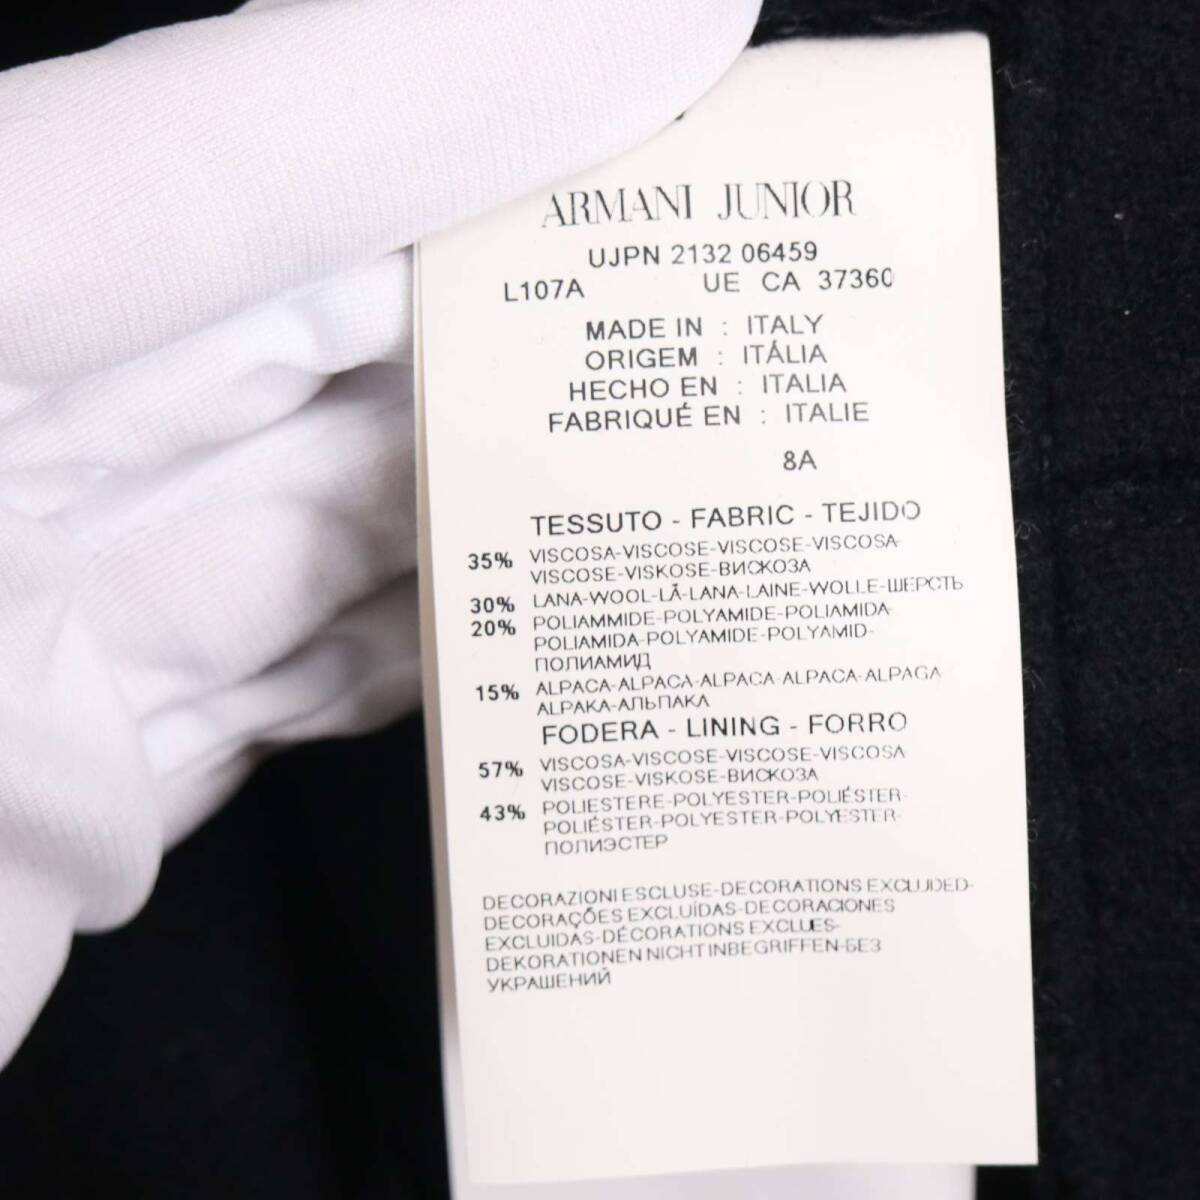 ARMANI JUNIOR
UJPN 2132 06459
L107A UE CA 37360
MADE IN : ITALY
ORIGEM : ITÁLIA
HECHO EN : ITALIA
FABRIQUÉ EN : ITALIE
8A
TESSUTO - FABRIC - TEJIDO
35% VISCOSA-VISCOSE-VISCOSE-VISCOSA-
VISCOSE-VISKOSE-ВИСКОЗА
30% LANA-WOOL-LÃ-LANA-LAINE-WOLLE-ШЕРСТЬ
20% POLIAMMIDE-POLYAMIDE-POLIAMIDA-
POLIAMIDA-POLYAMIDE-POLYAMID-
ПОЛИАМИД
15% ALPACA-ALPACA-ALPACA-ALPACA-ALPAGA
ALPAKA-АЛЬПАКА
FODERA - LINING - FORRO
57% VISCOSA-VISCOSE-VISCOSE-VISCOSA
VISCOSE-VISKOSE-ВИСКОЗА
43% POLIESTERE-POLYESTER-POLIÉSTER-
POLIÉSTER-POLYESTER-POLYESTER-
ПОЛИЭСТЕР
DECORAZIONI ESCLUSE-DECORATIONS EXCLUDED-
DECORAÇÕES EXCLUÍDAS-DECORACIONES
EXCLUIDAS-DÉCORATIONS EXCLUES-
DEKORATIONEN NICHT INBEGRIFFEN-БЕЗ
УКРАШЕНИЙ